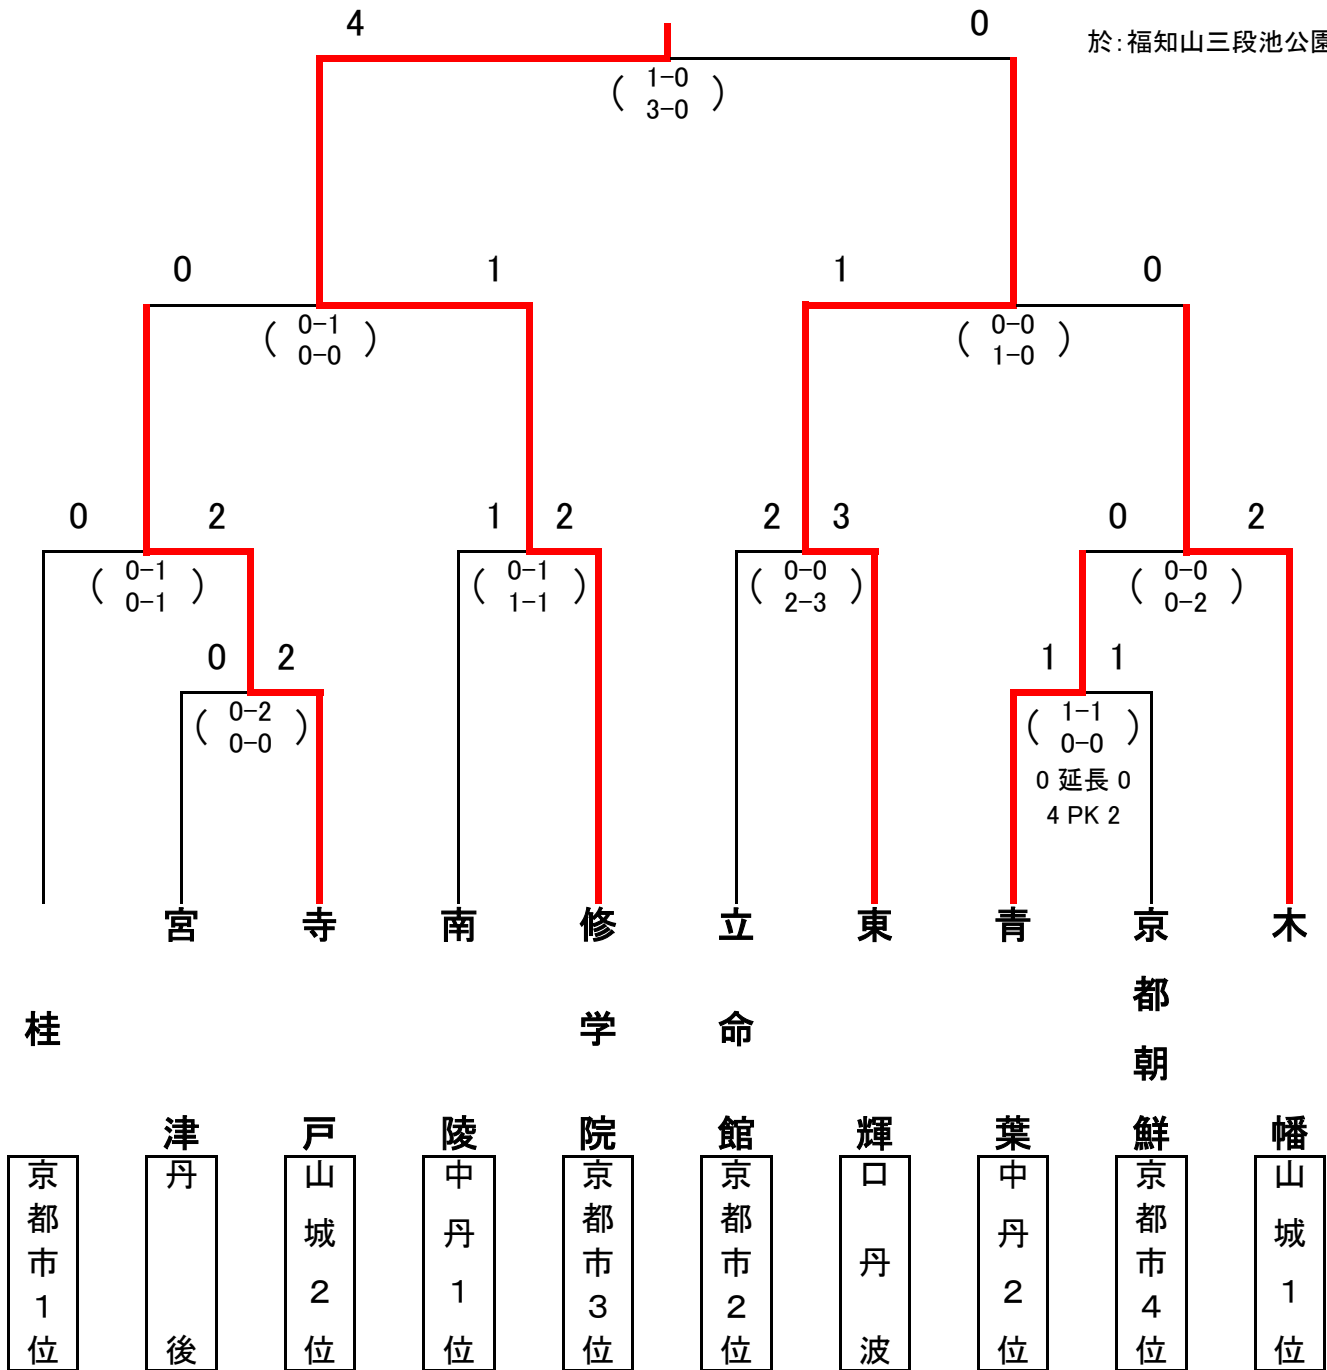 4 0
於:福知山三段池公園
( 1-0
3-0 )
0 1 1 0
( 0-1
0-0 )
( 0-0
1-0 )
0 2 1 2 2 3 0 2
( 0-1
0-1 )
( 0-1
1-1 )
( 0-0
2-3 )
( 0-0
0-2 )
0 2 1 1
( 0-2
0-0 )
( 1-1
0-0 )
0 延長 0
4 PK 2
桂
宮津
寺戸
南陵
修学院
立命館
東輝
青葉
京都朝鮮
木幡
京都市1位
丹後
山城2位
中丹1位
京都市3位
京都市2位
口丹波
中丹2位
京都市4位
山城1位